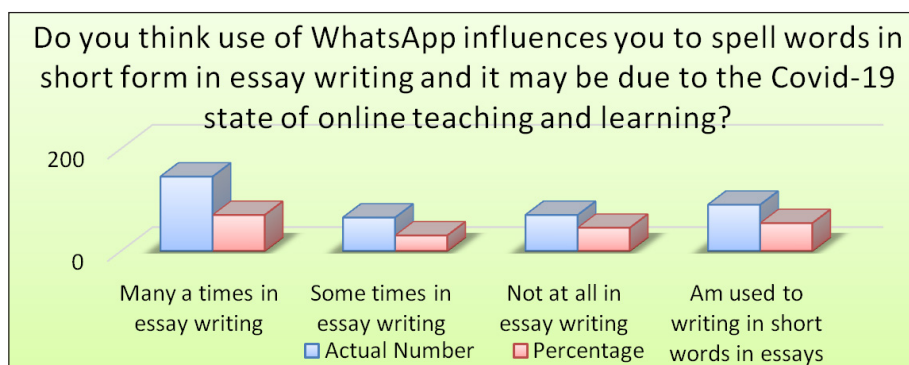 Do you think use of WhatsApp influences you to spell words in
short form in essay writing and it may be due to the Covid-19
state of online teaching and learning?
200
0
Many a times in
essay writing
Some times in
essay writing
Not at all in
essay writing
Am used to
writing in short
words in essays
Actual Number
Percentage